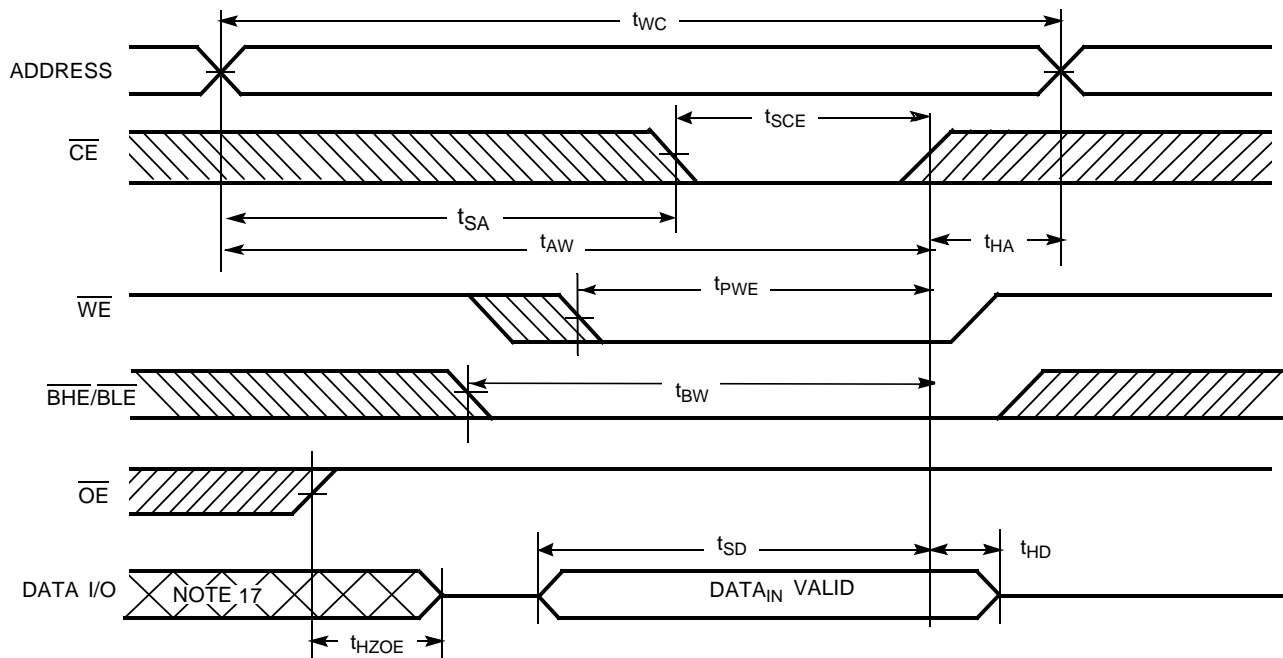 tWC
ADDRESS
tSCE
CE
tSA
tAW
tHA
tPWE
WE
tBW
BHE/BLE
OE
tSD
tHD
DATA I/O
NOTE 17
DATAIN VALID
tHZOE